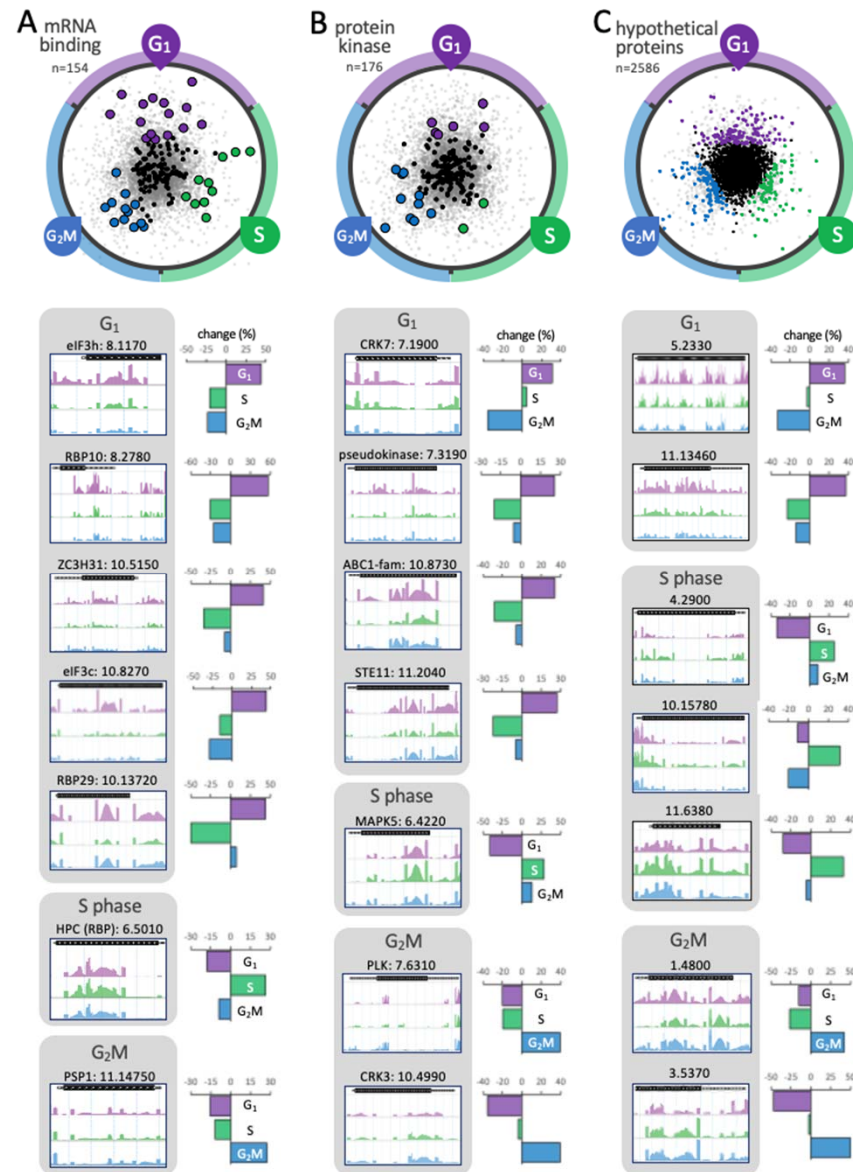 A mRNA binding
n=154
G1
G2M
S
G1
change (%)
eIF3h: 8.1170
-50 -25 0 25 50
G1
S
G2M
RBP10: 8.2780
-60 -30 0 30 60
ZC3H31: 10.5150
-50 -25 0 25 50
eIF3c: 10.8270
-50 -25 0 25 50
RBP29: 10.13720
-50 -25 0 25 50
S phase
HPC (RBP): 6.5010
-30 -15 0 15 30
G1
S
G2M
G2M
PSP1: 11.14750
-30 -15 0 15 30
G1
S
G2M
B protein kinase
n=176
G1
G2M
S
G1
change (%)
CRK7: 7.1900
-40 -20 0 20 40
G1
S
G2M
pseudokinase: 7.3190
-30 -15 0 15 30
ABC1-fam: 10.8730
-40 -20 0 20 40
STE11: 11.2040
-30 -15 0 15 30
S phase
MAPK5: 6.4220
-50 -25 0 25 50
G1
S
G2M
G2M
PLK: 7.6310
-40 -20 0 20 40
G1
S
G2M
CRK3: 10.4990
-40 -20 0 20 40
C hypothetical proteins
n=2586
G1
G2M
S
G1
change (%)
5.2330
-40 -20 0 20 40
G1
S
G2M
11.13460
-40 -20 0 20 40
S phase
4.2900
-40 -20 0 20 40
G1
S
G2M
10.15780
-40 -20 0 20 40
11.6380
-40 -20 0 20 40
G2M
1.4800
-40 -20 0 20 40
G1
S
G2M
3.5370
-50 -25 0 25 50